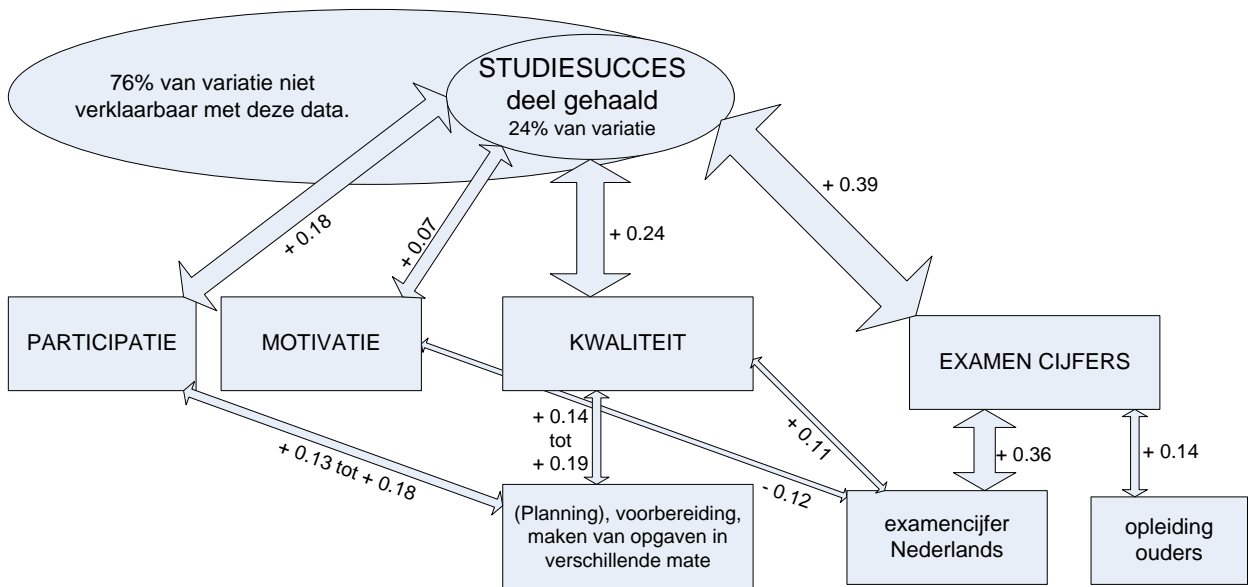 76% van variatie niet
verklaarbaar met deze data.
STUDIESUCCES
deel gehaald
24% van variatie
+ 0.18
+ 0.07
+ 0.24
+ 0.39
PARTICIPATIE
MOTIVATIE
KWALITEIT
EXAMEN CIJFERS
+ 0.13 tot + 0.18
+ 0.14
tot
+ 0.19
- 0.12
+ 0.11
+ 0.36
+ 0.14
(Planning), voorbereiding,
maken van opgaven in
verschillende mate
examencijfer
Nederlands
opleiding
ouders